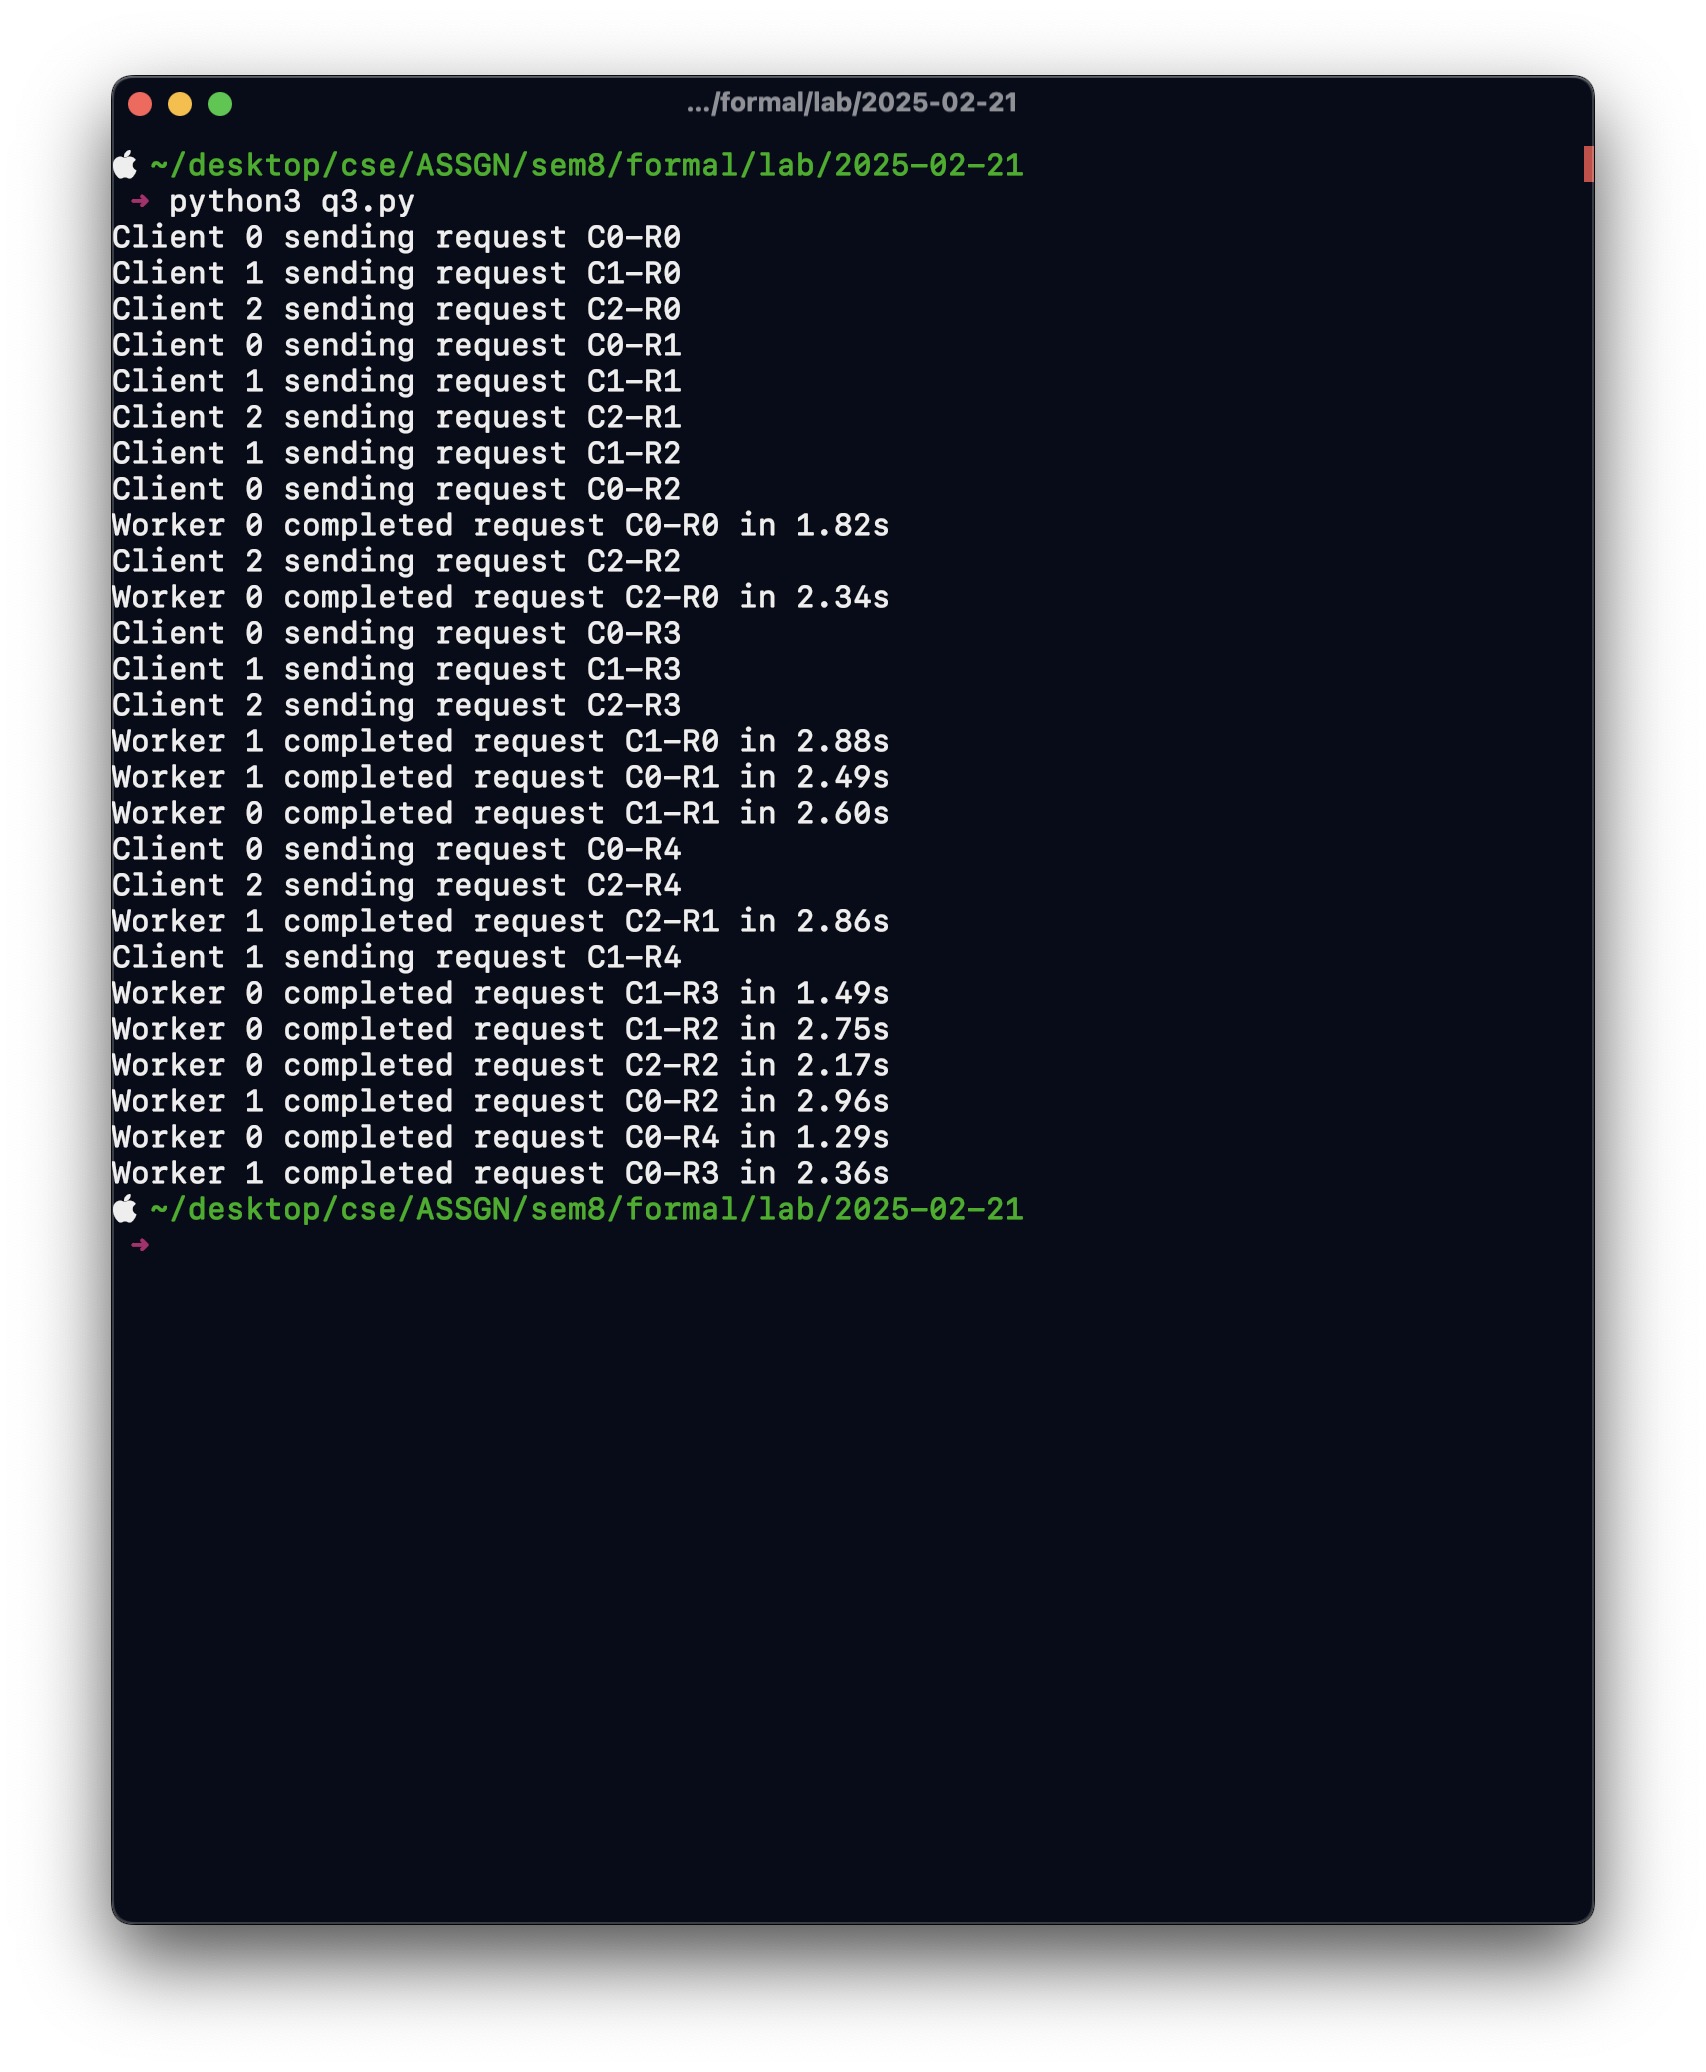 .../formal/lab/2025-02-21
~/desktop/cse/ASSGN/sem8/formal/lab/2025-02-21
➜ python3 q3.py
Client 0 sending request C0-R0
Client 1 sending request C1-R0
Client 2 sending request C2-R0
Client 0 sending request C0-R1
Client 1 sending request C1-R1
Client 2 sending request C2-R1
Client 1 sending request C1-R2
Client 0 sending request C0-R2
Worker 0 completed request C0-R0 in 1.82s
Client 2 sending request C2-R2
Worker 0 completed request C2-R0 in 2.34s
Client 0 sending request C0-R3
Client 1 sending request C1-R3
Client 2 sending request C2-R3
Worker 1 completed request C1-R0 in 2.88s
Worker 1 completed request C0-R1 in 2.49s
Worker 0 completed request C1-R1 in 2.60s
Client 0 sending request C0-R4
Client 2 sending request C2-R4
Worker 1 completed request C2-R1 in 2.86s
Client 1 sending request C1-R4
Worker 0 completed request C1-R3 in 1.49s
Worker 0 completed request C1-R2 in 2.75s
Worker 0 completed request C2-R2 in 2.17s
Worker 1 completed request C0-R2 in 2.96s
Worker 0 completed request C0-R4 in 1.29s
Worker 1 completed request C0-R3 in 2.36s
~/desktop/cse/ASSGN/sem8/formal/lab/2025-02-21
➜